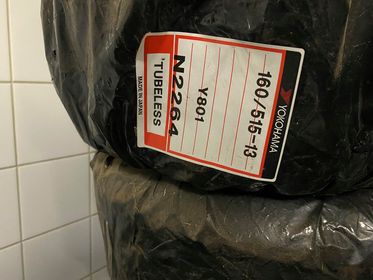 YOKOHAMA
160/515-13
Y801
N2264
TUBELESS
MADE IN JAPAN